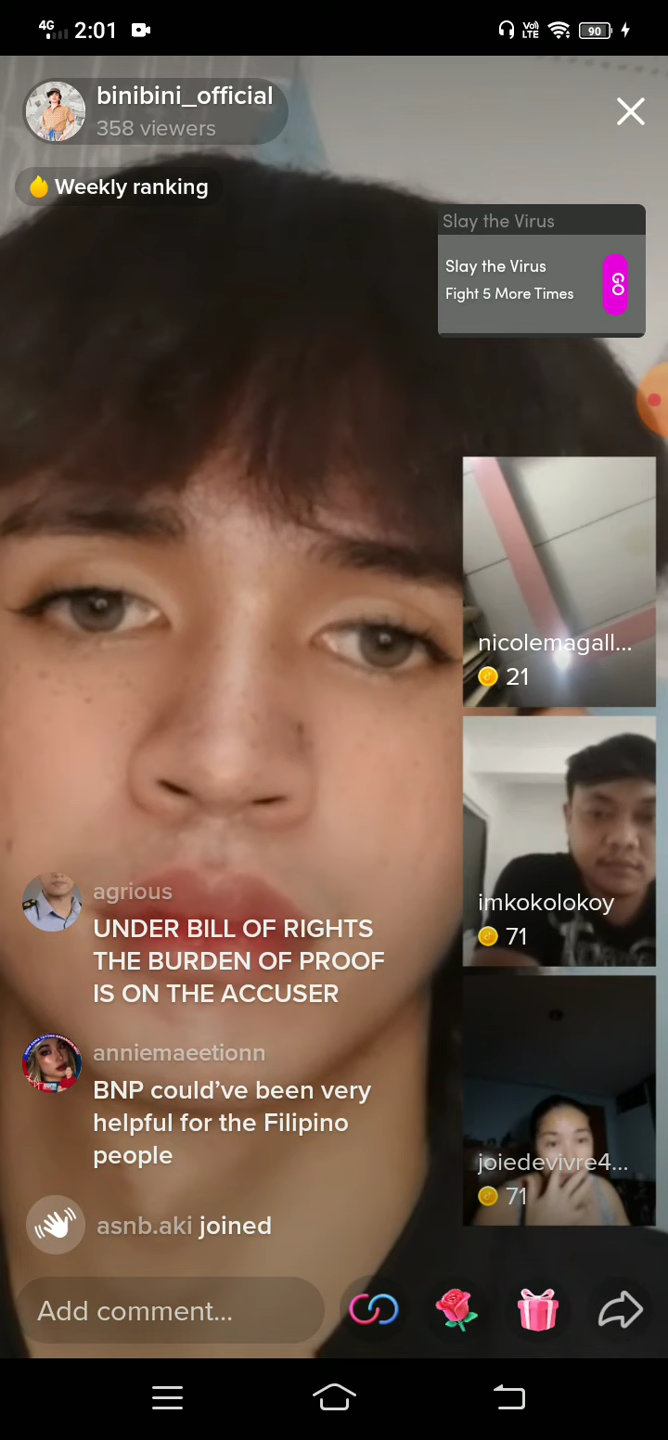 4G 2:01 Vo) LTE 90
binibini_official
358 viewers
Weekly ranking
Slay the Virus
Slay the Virus
Fight 5 More Times
GO
nicolemagall...
21
imkokolokoy
71
agrious
UNDER BILL OF RIGHTS
THE BURDEN OF PROOF
IS ON THE ACCUSER
anniemaeetionn
BNP could’ve been very
helpful for the Filipino
people
joiedevivre4...
71
asnb.aki joined
Add comment...